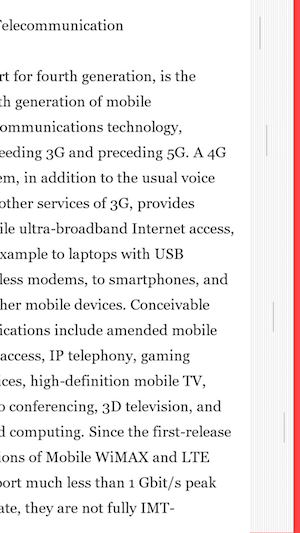 Telecommunication
rt for fourth generation, is the
th generation of mobile
ommunications technology,
eeding 3G and preceding 5G. A 4G
em, in addition to the usual voice
other services of 3G, provides
ile ultra-broadband Internet access,
xample to laptops with USB
less modems, to smartphones, and
her mobile devices. Conceivable
ications include amended mobile
access, IP telephony, gaming
ices, high-definition mobile TV,
o conferencing, 3D television, and
d computing. Since the first-release
ions of Mobile WiMAX and LTE
port much less than 1 Gbit/s peak
ate, they are not fully IMT-